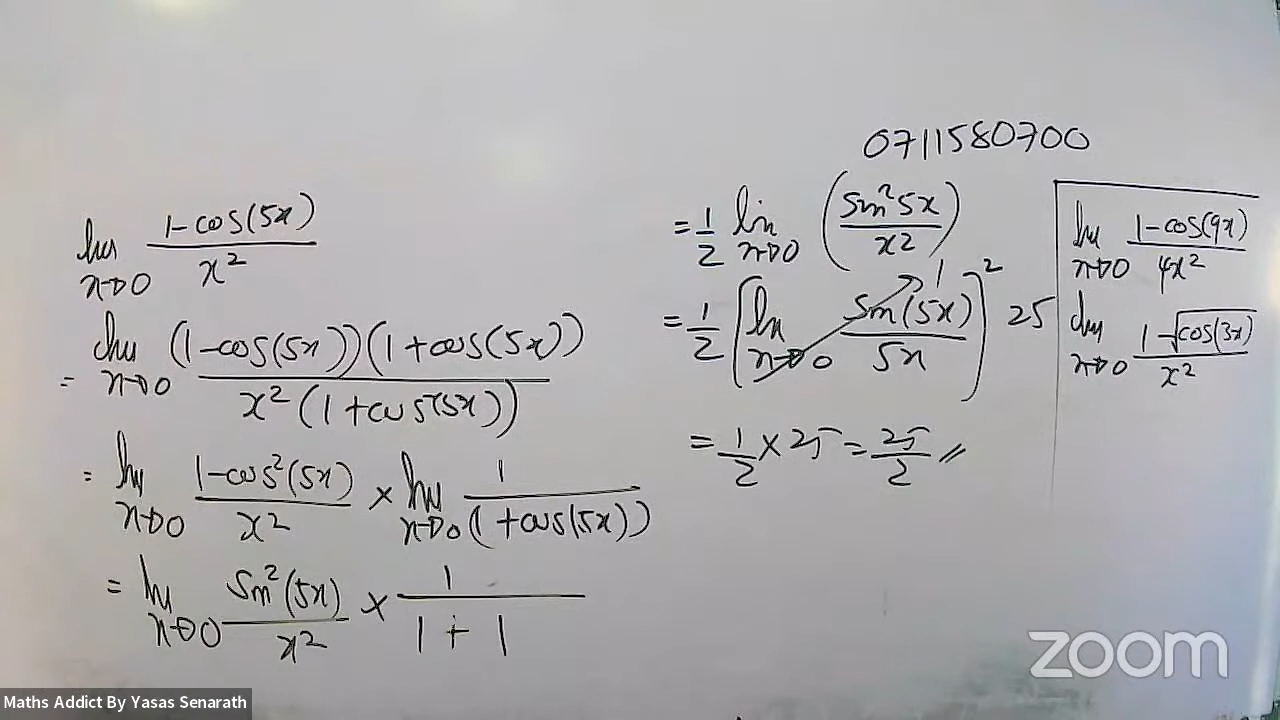 lim x→0 (1-cos(5x))/x²
= lim x→0 ((1-cos(5x))(1+cos(5x)))/(x²(1+cos(5x)))
= lim x→0 (1-cos²(5x))/x² × lim x→0 1/(1+cos(5x))
= lim x→0 sin²(5x)/x² × 1/(1+1)
0711580700
= 1/2 lim x→0 (sin²5x/x²)
= 1/2 [lim x→0 sin(5x)/5x]² 25
1
= 1/2 × 25 = 25/2 //
lim x→0 (1-cos(9x))/4x²
lim x→0 (1-√cos(3x))/x²
zoom
Maths Addict By Yasas Senarath